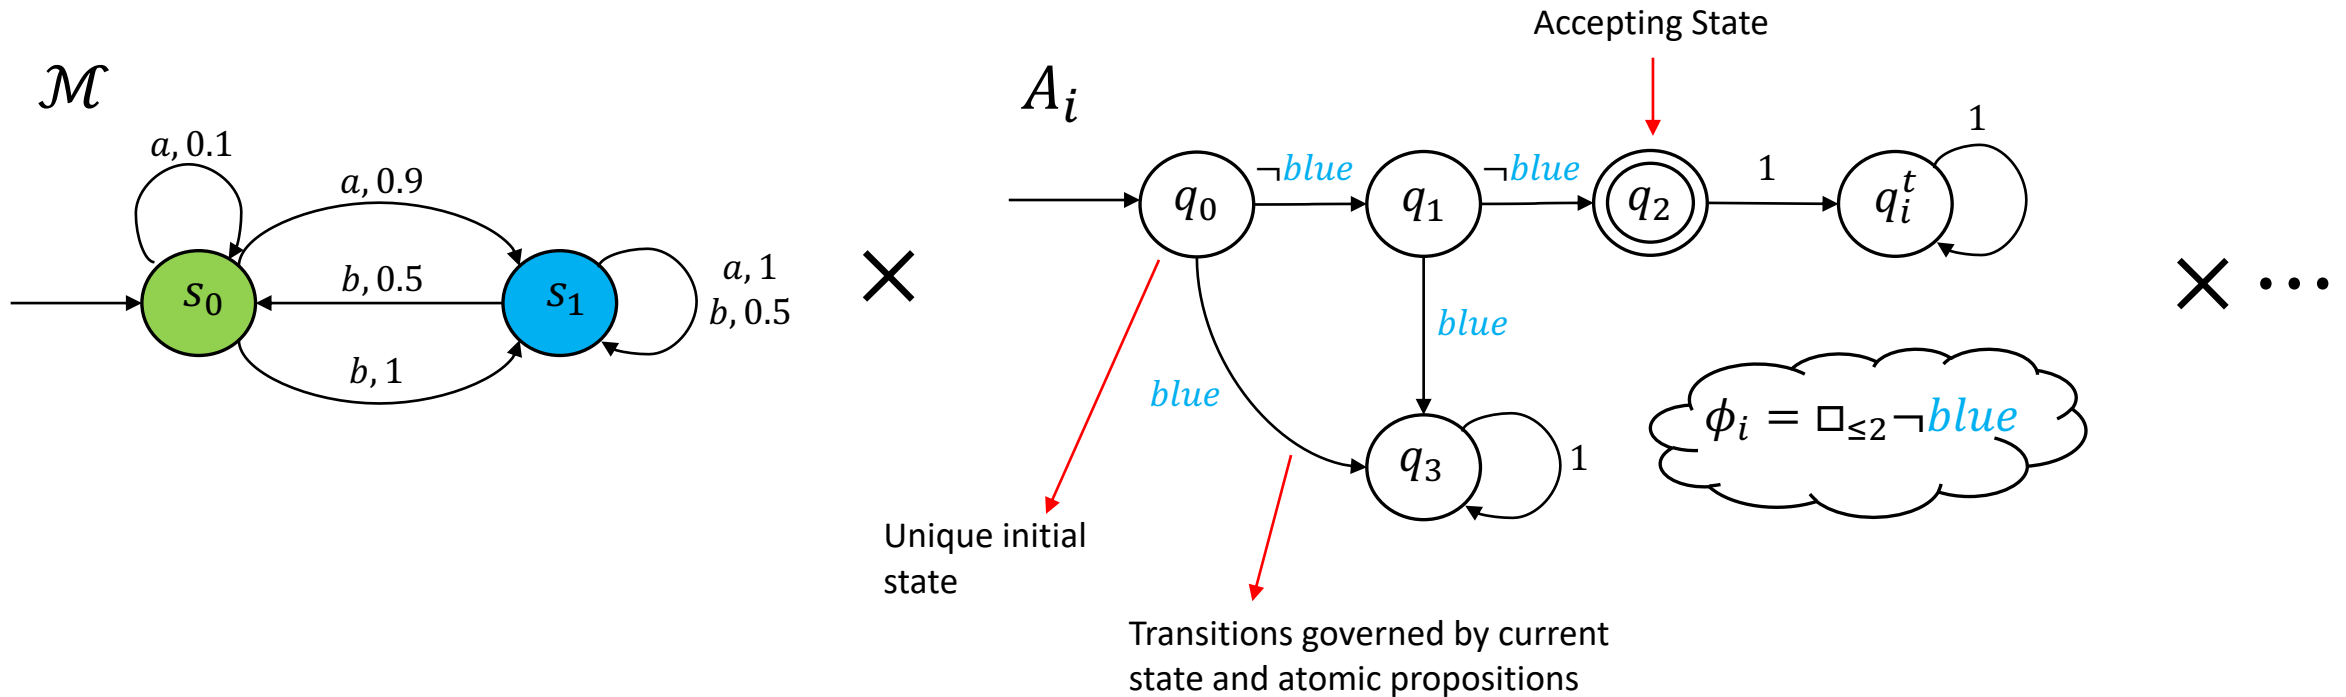 Accepting State
ℳ
A_i
a, 0.1
a, 0.9
s_0
b, 0.5
s_1
a, 1
b, 0.5
b, 1
×
q_0
¬blue
q_1
¬blue
q_2
1
q_i^t
1
× ···
blue
blue
q_3
1
ϕ_i = □_≤2 ¬blue
Unique initial
state
Transitions governed by current
state and atomic propositions